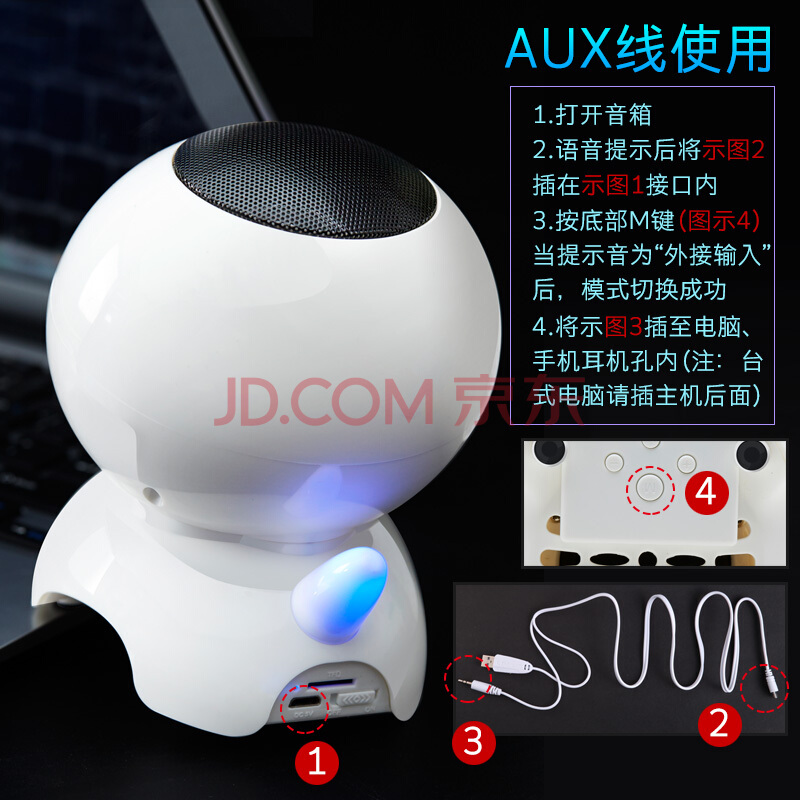 AUX线使用
1.打开音箱
2.语音提示后将示图2
插在示图1接口内
3.按底部M键(图示4)
当提示音为“外接输入”
后，模式切换成功
4.将示图3插至电脑、
手机耳机孔内(注：台
式电脑请插主机后面)
JD.COM 京东
4
1
3
2